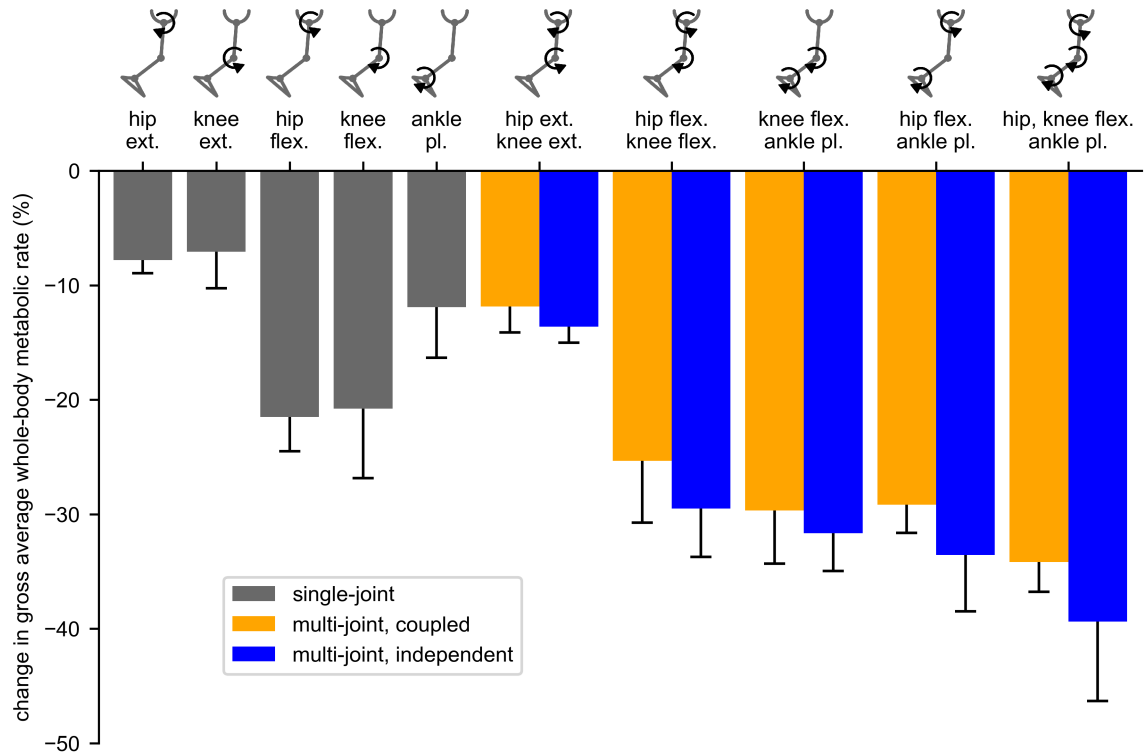 hip
ext.
knee
ext.
hip
flex.
knee
flex.
ankle
pl.
hip ext.
knee ext.
hip flex.
knee flex.
knee flex.
ankle pl.
hip flex.
ankle pl.
hip, knee flex.
ankle pl.
change in gross average whole-body metabolic rate (%)
0
−10
−20
−30
−40
−50
single-joint
multi-joint, coupled
multi-joint, independent